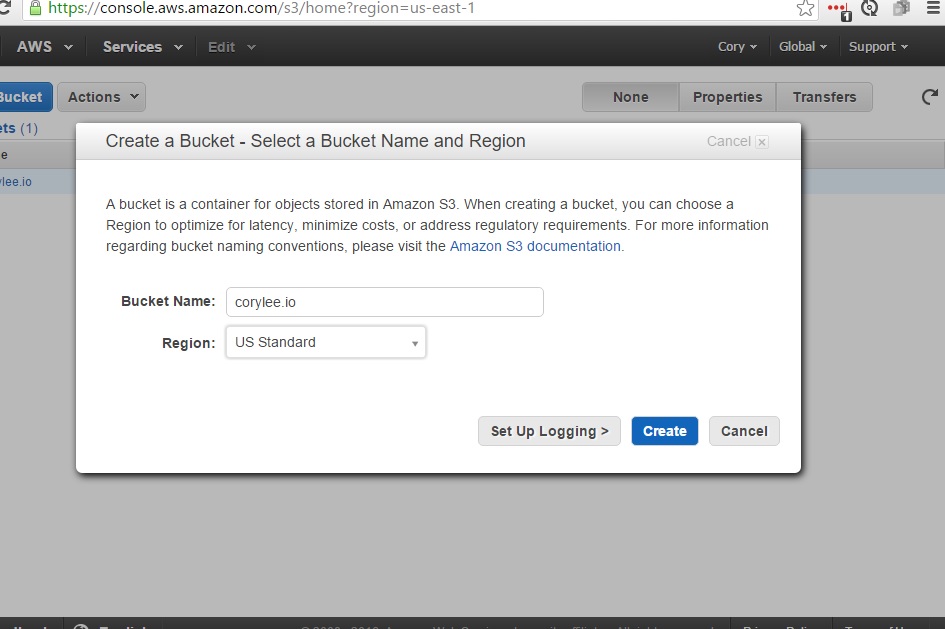 https://console.aws.amazon.com/s3/home?region=us-east-1
1
AWS Services Edit Cory Global Support
Bucket Actions None Properties Transfers
ets (1)
Create a Bucket - Select a Bucket Name and Region Cancel
e
lee.io
A bucket is a container for objects stored in Amazon S3. When creating a bucket, you can choose a
Region to optimize for latency, minimize costs, or address regulatory requirements. For more information
regarding bucket naming conventions, please visit the Amazon S3 documentation.
Bucket Name: corylee.io
Region: US Standard
Set Up Logging > Create Cancel